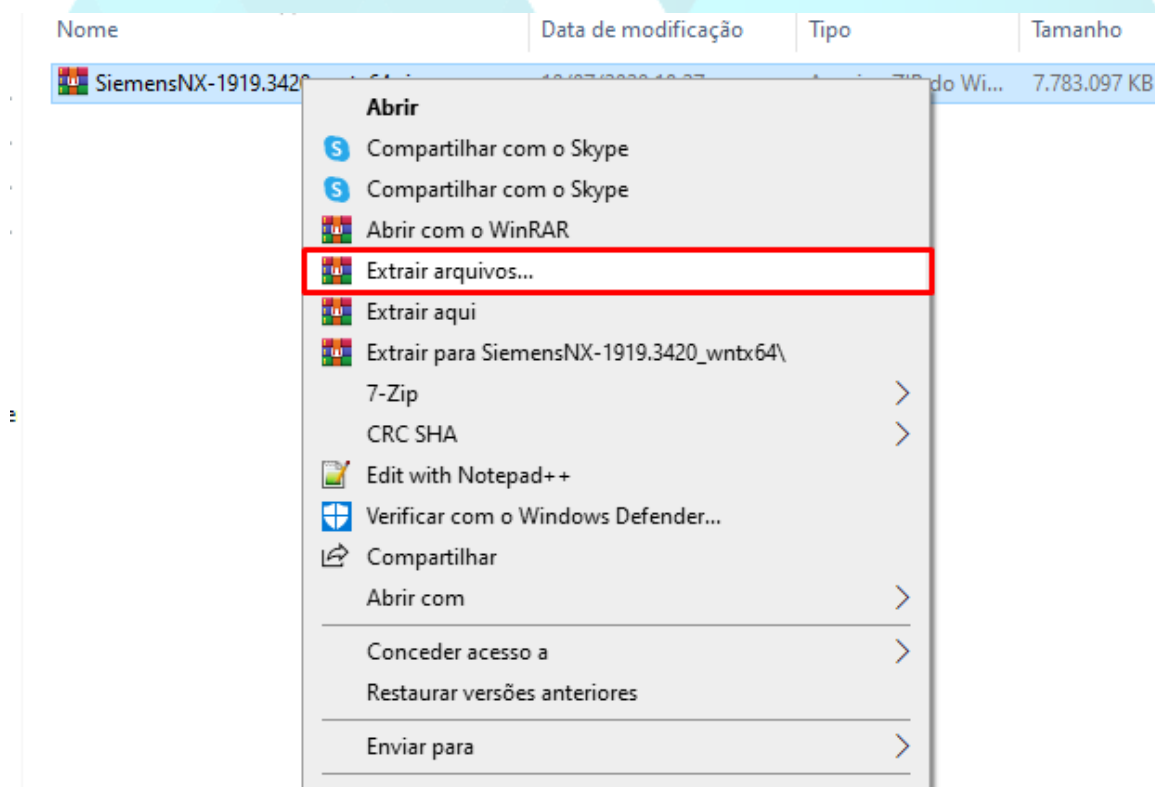 Nome Data de modificação Tipo Tamanho
SiemensNX-1919.3420 do Wi... 7.783.097 KB
Abrir
Compartilhar com o Skype
Compartilhar com o Skype
Abrir com o WinRAR
Extrair arquivos...
Extrair aqui
Extrair para SiemensNX-1919.3420_wntx64\
7-Zip
CRC SHA
Edit with Notepad++
Verificar com o Windows Defender...
Compartilhar
Abrir com
Conceder acesso a
Restaurar versões anteriores
Enviar para